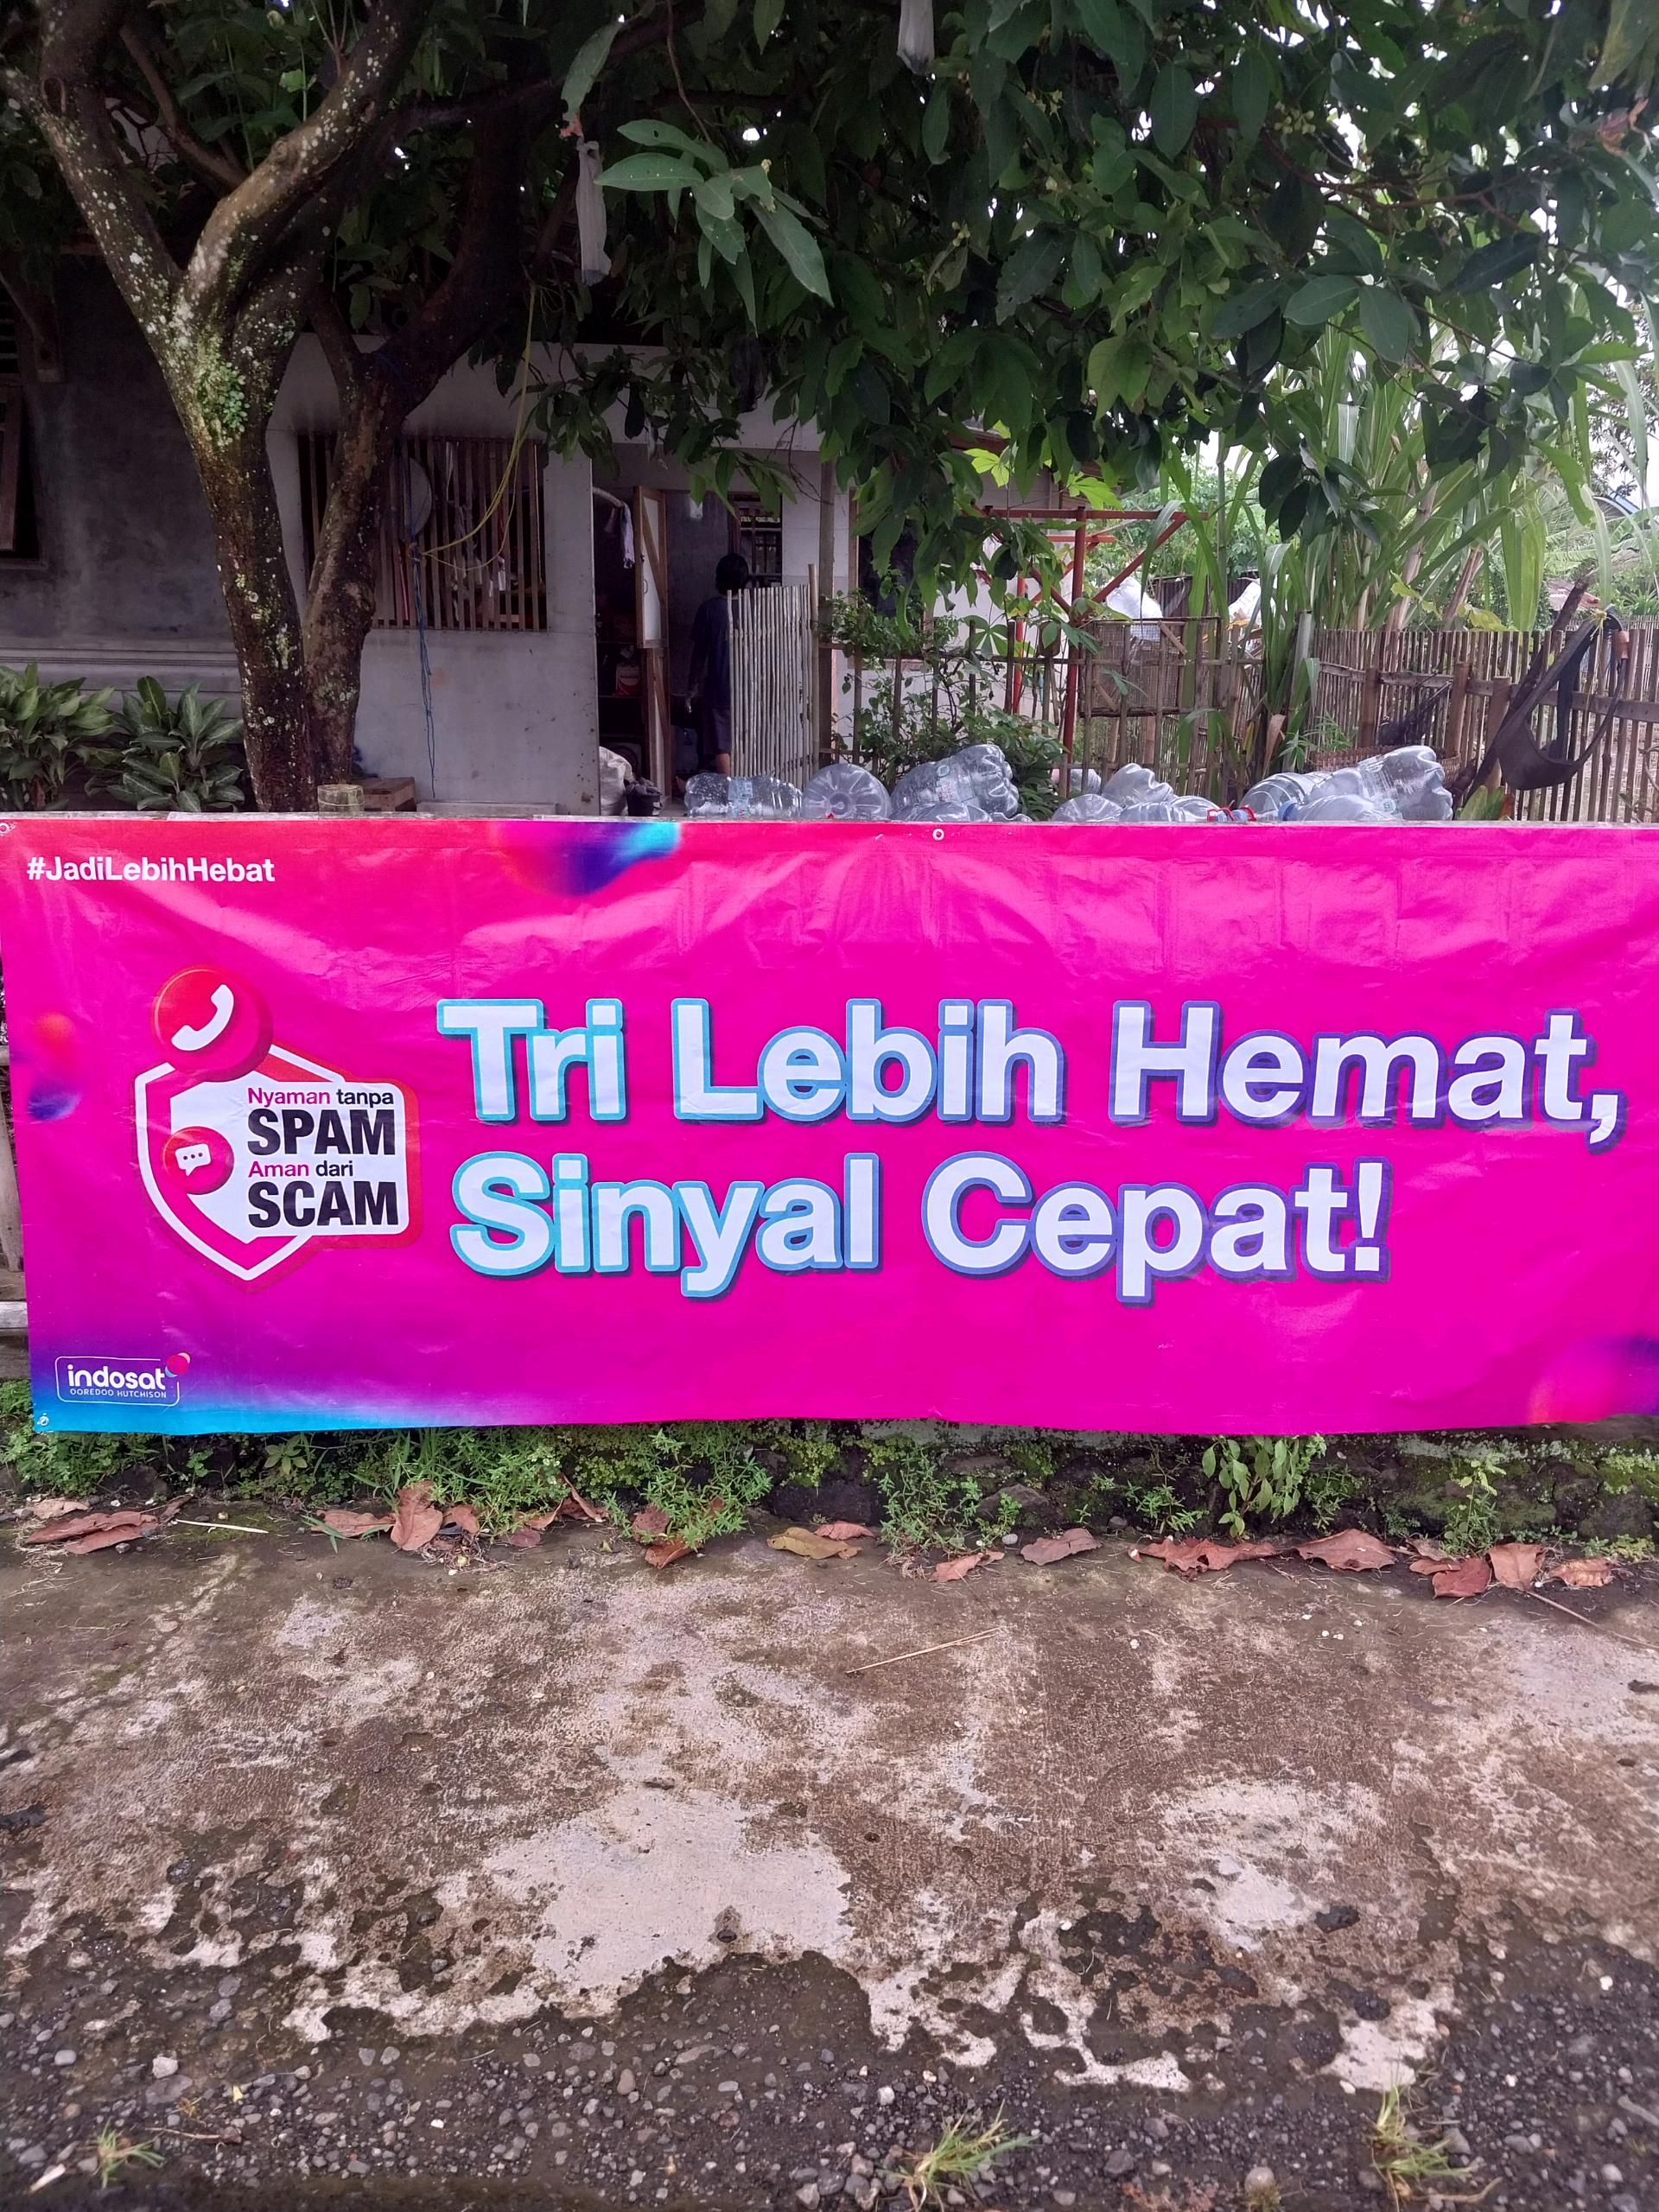 #JadiLebihHebat
Nyaman tanpa
SPAM
Aman dari
SCAM
Tri Lebih Hemat,
Sinyal Cepat!
indosat
OOREDOO HUTCHISON